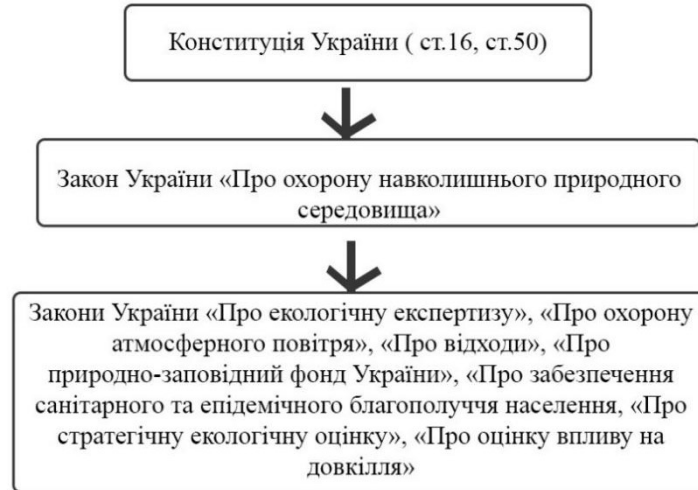 Конституція України ( ст.16, ст.50)
Закон України «Про охорону навколишнього природного
середовища»
Закони України «Про екологічну експертизу», «Про охорону
атмосферного повітря», «Про відходи», «Про
природно-заповідний фонд України», «Про забезпечення
санітарного та епідемічного благополуччя населення, «Про
стратегічну екологічну оцінку», «Про оцінку впливу на
довкілля»